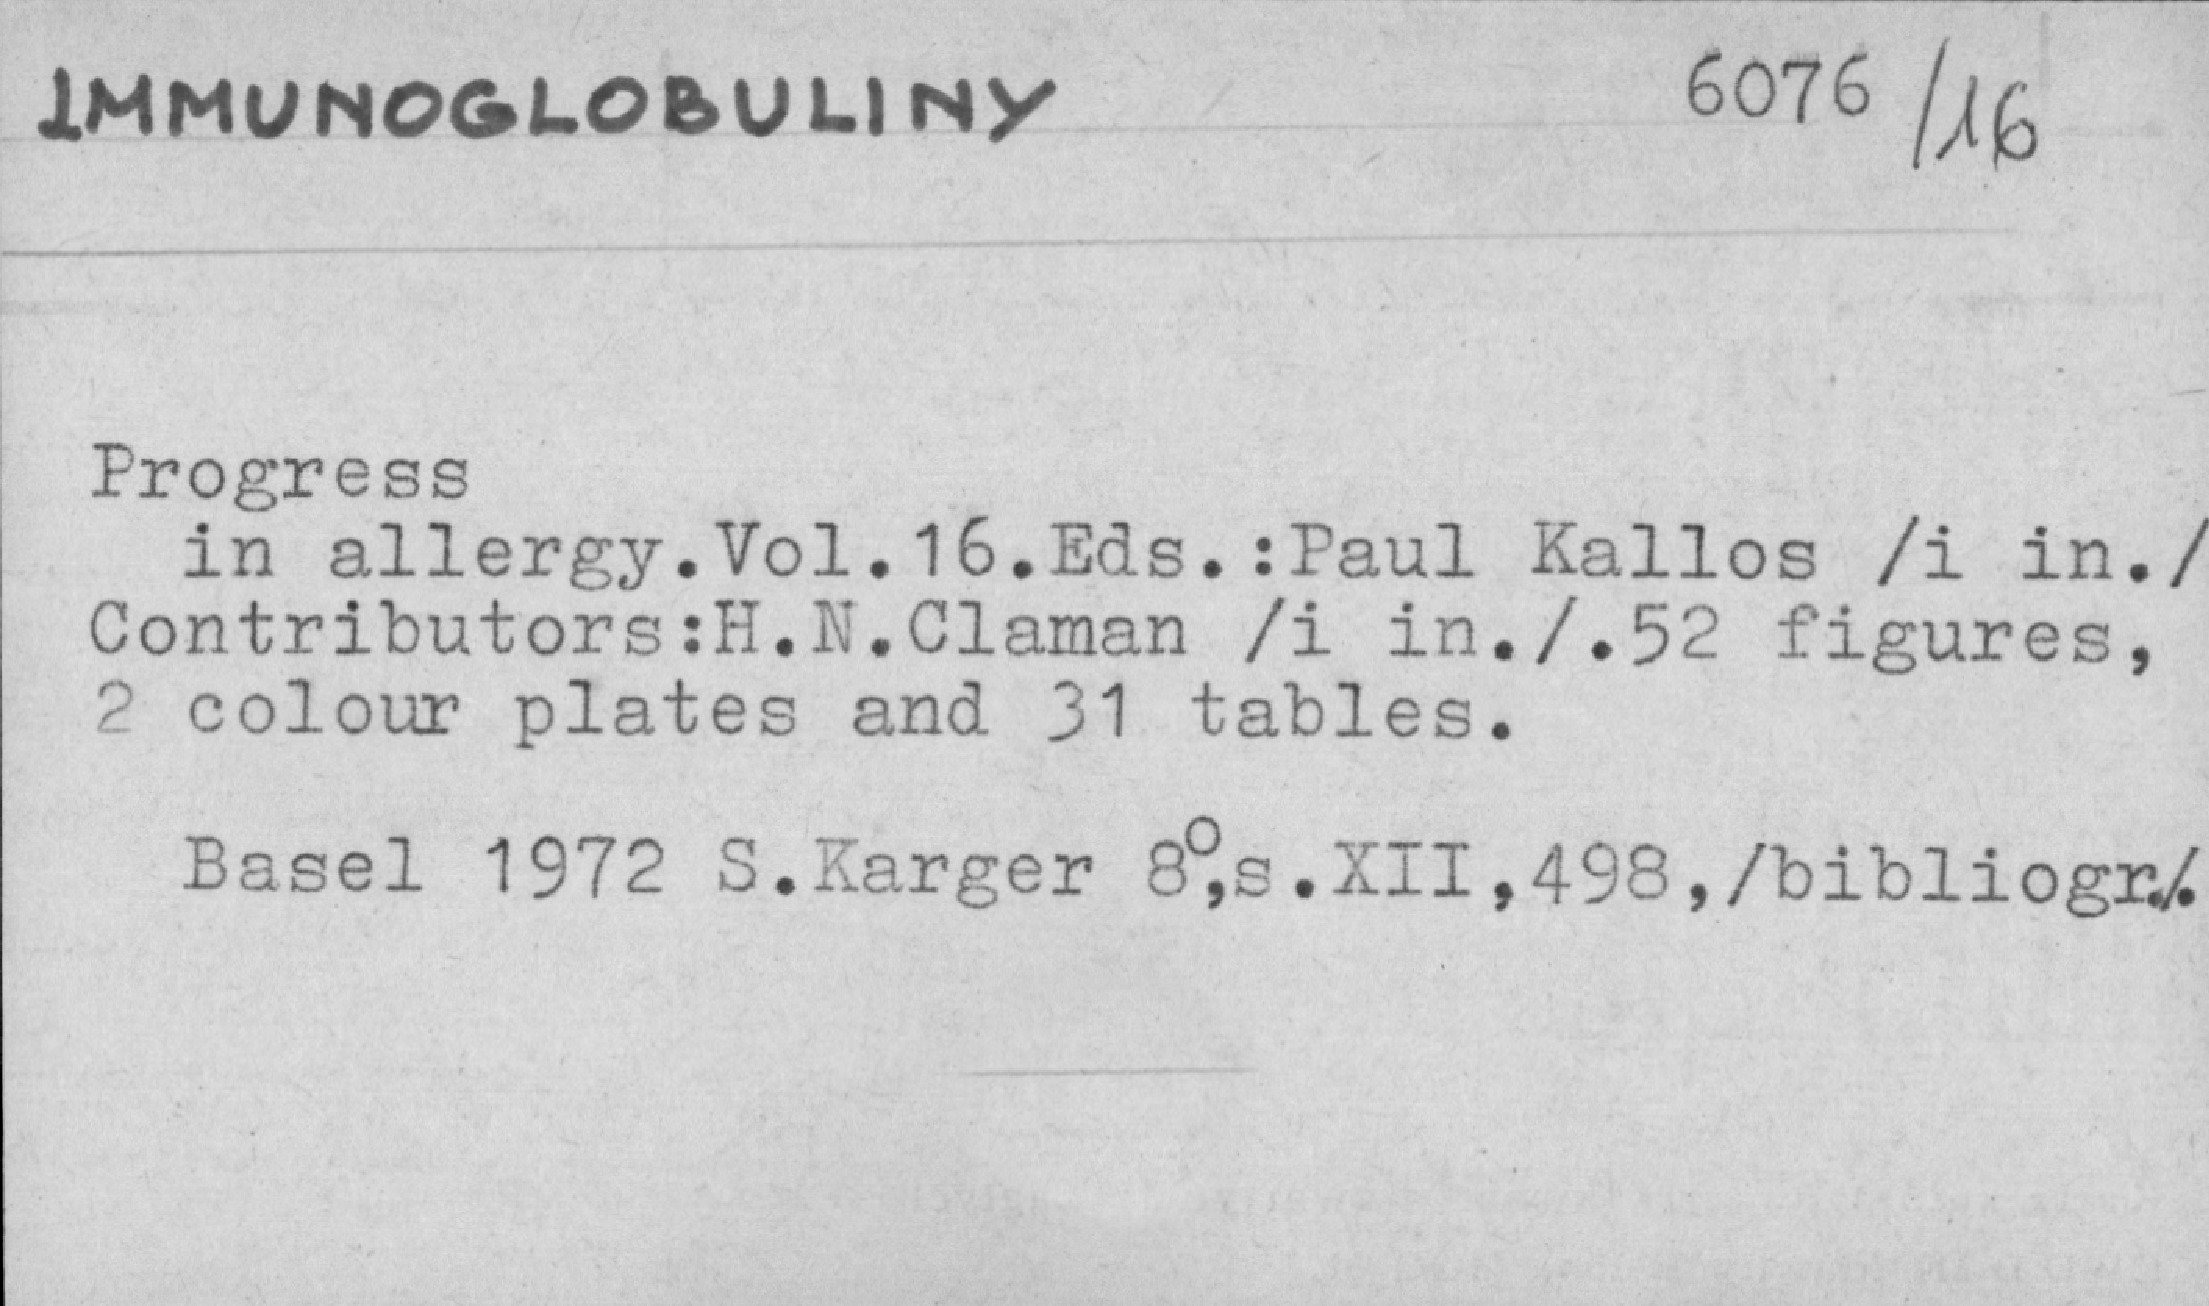 IMMUNOGLOBULINY 6076/16
Progress
in allergy.Vol.16.Eds.:Paul Kallos /i in./
Contributors:H.N.Claman /i in./.52 figures,
2 colour plates and 31 tables.
Basel 1972 S.Karger 8°,s.XII,498,/bibliogr./.